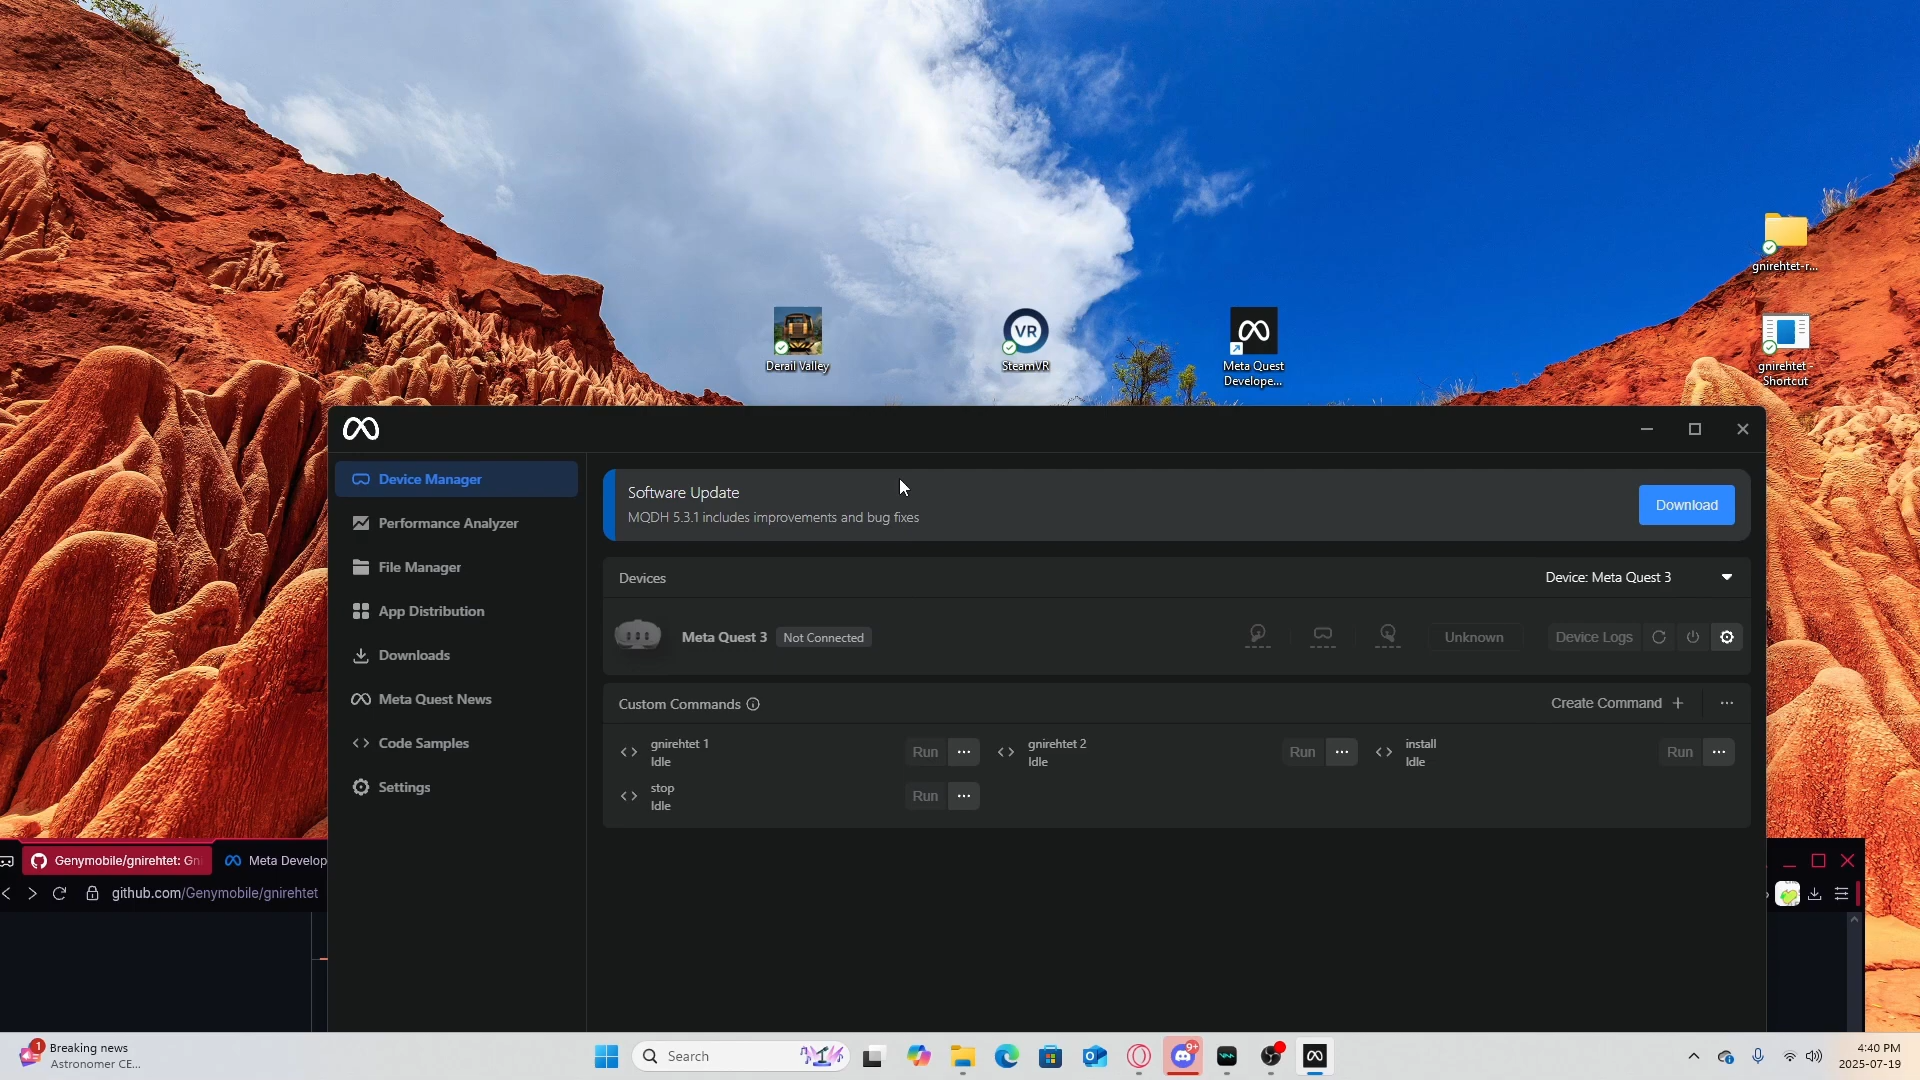 gnirehtet-r...
Derail Valley
VR
SteamVR
Meta Quest
Develope...
gnirehtet -
Shortcut
Device Manager
Performance Analyzer
File Manager
App Distribution
Downloads
Meta Quest News
Code Samples
Settings
Software Update
MQDH 5.3.1 includes improvements and bug fixes
Download
Devices
Device: Meta Quest 3
Meta Quest 3
Not Connected
Unknown
Device Logs
Custom Commands
Create Command +
gnirehtet 1
Idle
Run
gnirehtet 2
Idle
Run
install
Idle
Run
stop
Idle
Run
Genymobile/gnirehtet: Gn
Meta Develop
github.com/Genymobile/gnirehtet
1
Breaking news
Astronomer CE...
Search
9+
4:40 PM
2025-07-19